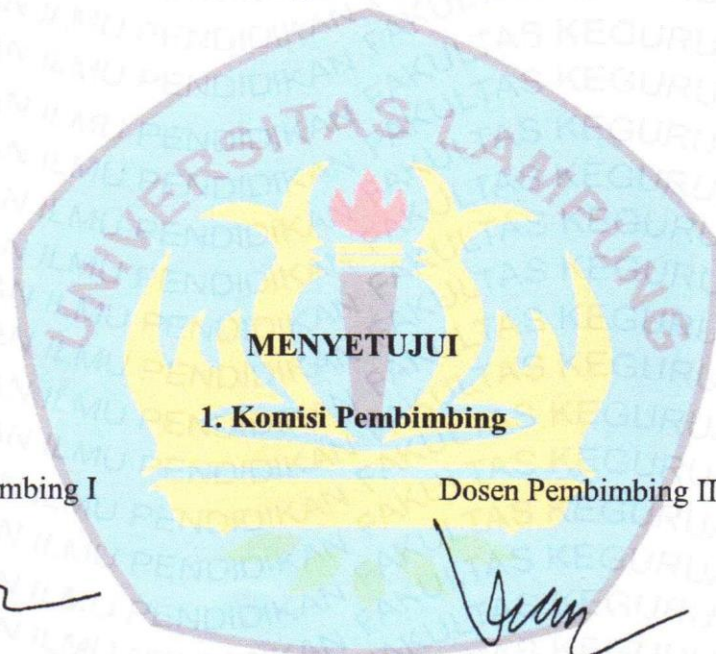 UNIVERSITAS LAMPUNG
MENYETUJUI
1. Komisi Pembimbing
mbing I
Dosen Pembimbing II